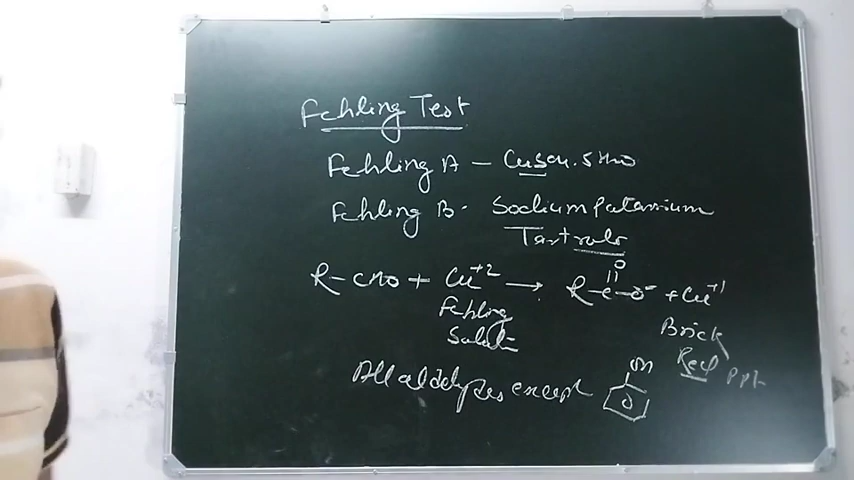 Fehling Test
Fehling A - CuSO4.5H2O
Fehling B - Sodium Potassium
Tartrate
O
R-CHO + Cu+2 → R-C-O- + Cu+1
Fehling
Solution
Brick
Red ppt
All aldehydes except